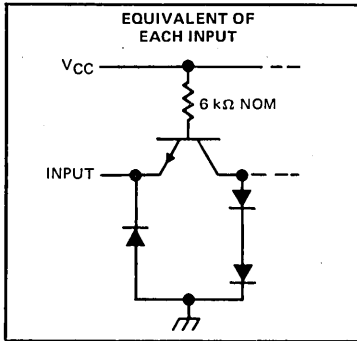 EQUIVALENT OF
EACH INPUT
VCC
6 kΩ NOM
INPUT